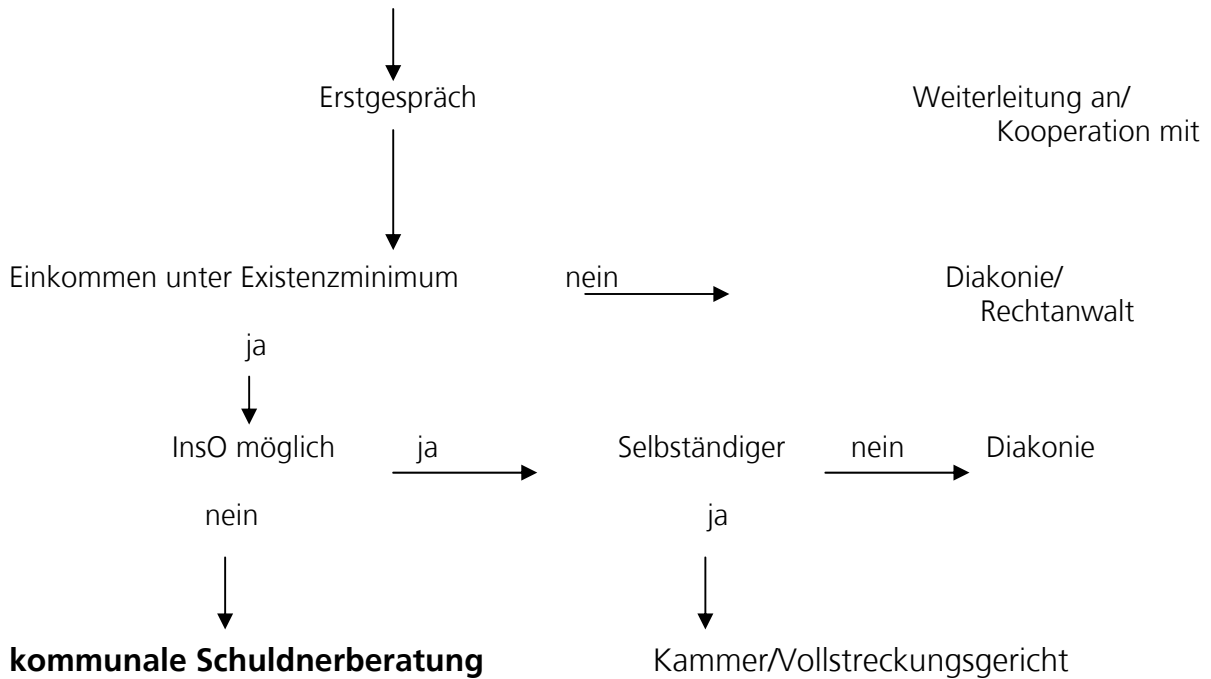 Erstgespräch
Weiterleitung an/
Kooperation mit
Einkommen unter Existenzminimum nein Diakonie/
Rechtanwalt
ja
InsO möglich ja Selbständiger nein Diakonie
nein ja
kommunale Schuldnerberatung Kammer/Vollstreckungsgericht